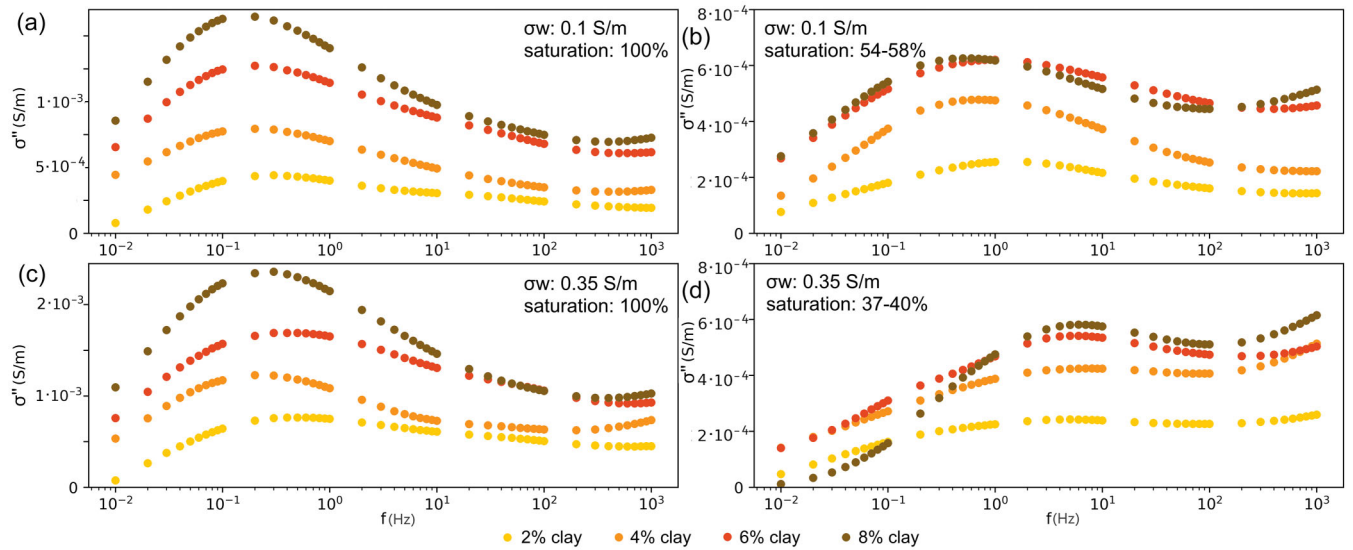 (a)
σw: 0.1 S/m
saturation: 100%
σ" (S/m)
1·10⁻³
5·10⁻⁴
0
10⁻² 10⁻¹ 10⁰ 10¹ 10² 10³
(b)
σw: 0.1 S/m
saturation: 54-58%
σ" (S/m)
8·10⁻⁴
6·10⁻⁴
4·10⁻⁴
2·10⁻⁴
0
10⁻² 10⁻¹ 10⁰ 10¹ 10² 10³
(c)
σw: 0.35 S/m
saturation: 100%
σ" (S/m)
2·10⁻³
1·10⁻³
0
10⁻² 10⁻¹ 10⁰ 10¹ 10² 10³
f(Hz)
(d)
σw: 0.35 S/m
saturation: 37-40%
σ" (S/m)
8·10⁻⁴
6·10⁻⁴
4·10⁻⁴
2·10⁻⁴
0
10⁻² 10⁻¹ 10⁰ 10¹ 10² 10³
f(Hz)
2% clay 4% clay 6% clay 8% clay